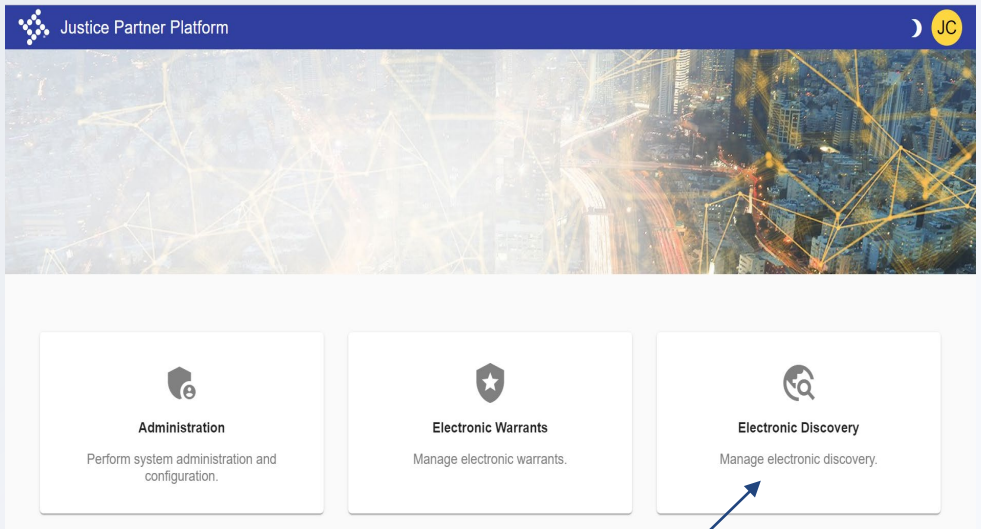 Justice Partner Platform
JC
Administration
Perform system administration and
configuration.
Electronic Warrants
Manage electronic warrants.
Electronic Discovery
Manage electronic discovery.